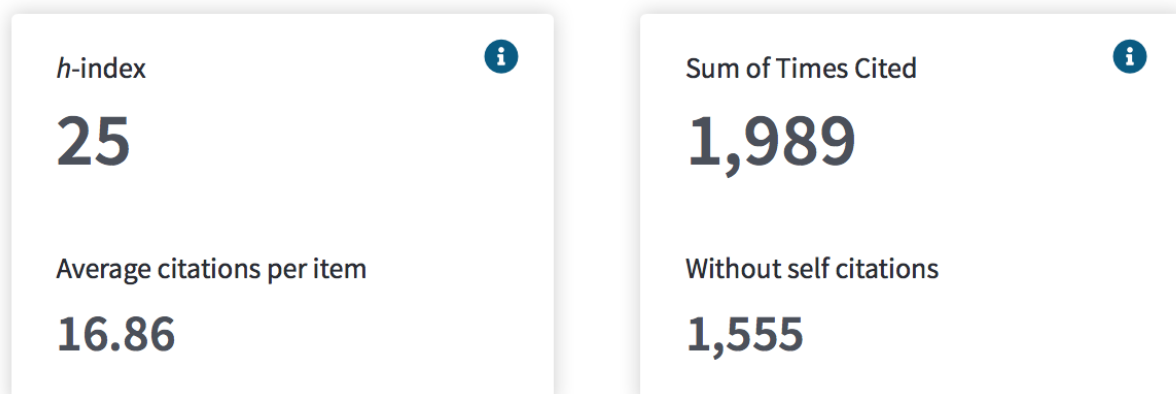 h-index
25
Average citations per item
16.86
Sum of Times Cited
1,989
Without self citations
1,555